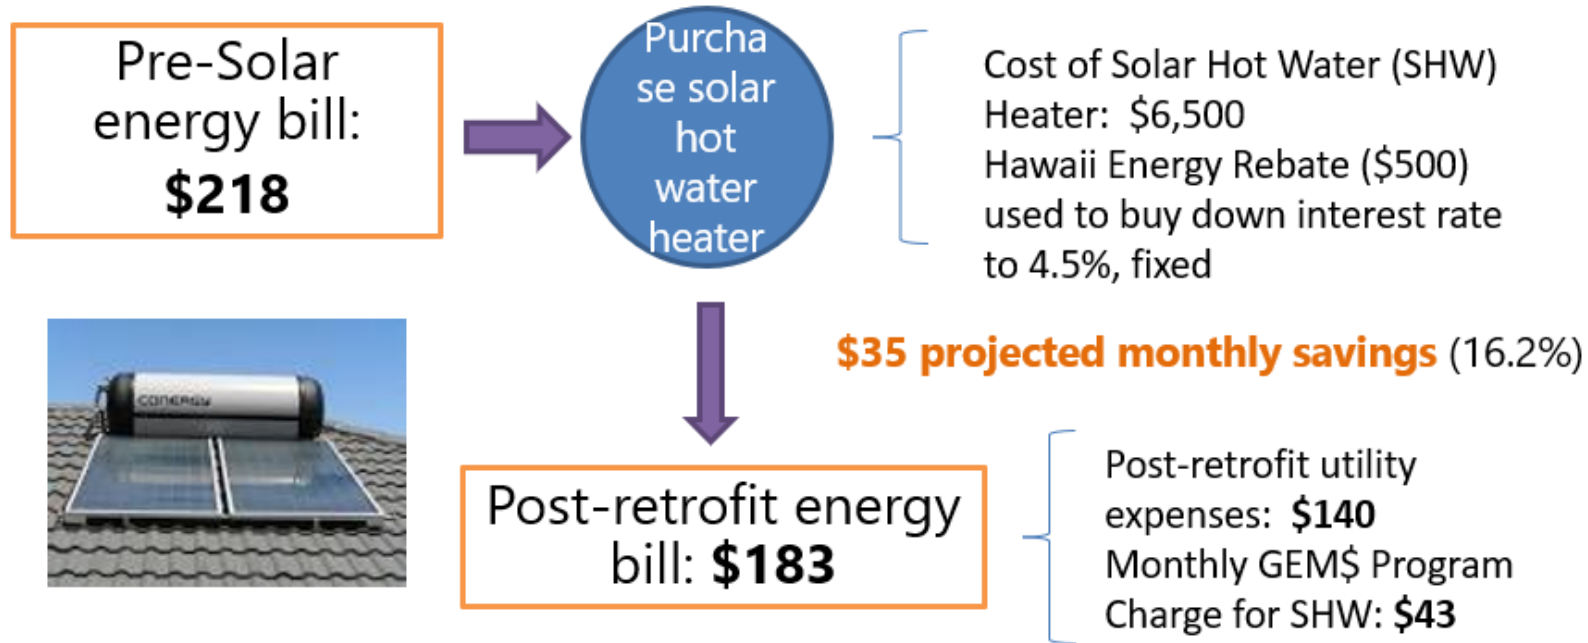 Pre-Solar
energy bill:
$218
Purcha
se solar
hot
water
heater
Cost of Solar Hot Water (SHW)
Heater:  $6,500
Hawaii Energy Rebate ($500)
used to buy down interest rate
to 4.5%, fixed
$35 projected monthly savings (16.2%)
CONERGY
Post-retrofit energy
bill: $183
Post-retrofit utility
expenses:  $140
Monthly GEM$ Program
Charge for SHW: $43